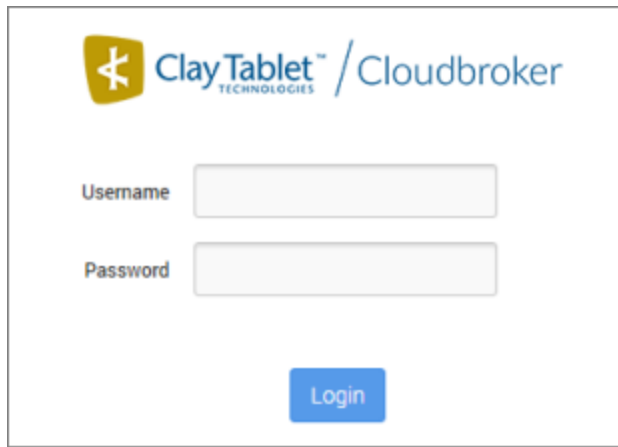 Clay Tablet™ / Cloudbroker
TECHNOLOGIES
Username
Password
Login